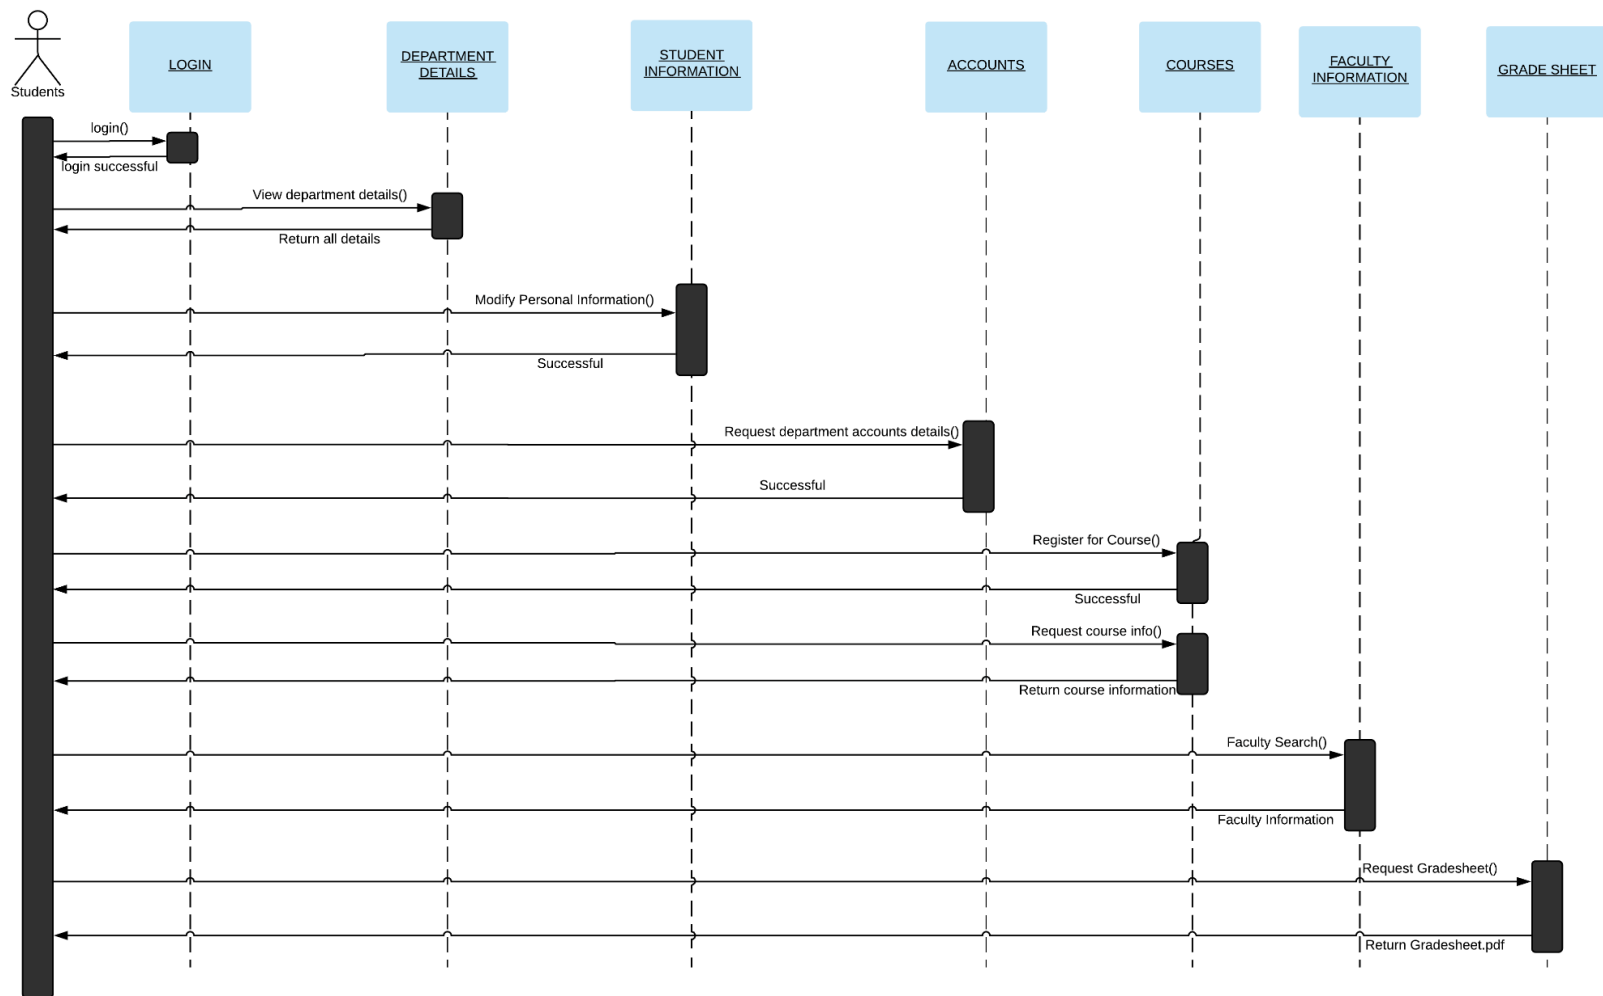 Students
LOGIN
DEPARTMENT
DETAILS
STUDENT
INFORMATION
ACCOUNTS
COURSES
FACULTY
INFORMATION
GRADE SHEET
login()
login successful
View department details()
Return all details
Modify Personal Information()
Successful
Request department accounts details()
Successful
Register for Course()
Successful
Request course info()
Return course information
Faculty Search()
Faculty Information
Request Gradesheet()
Return Gradesheet.pdf